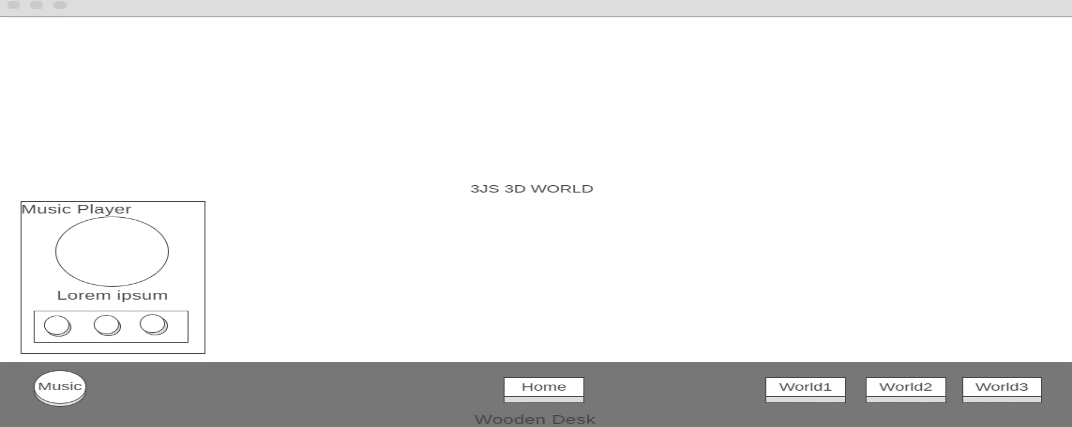 3JS 3D WORLD
Music Player
Lorem ipsum
Music
Home
World1
World2
World3
Wooden Desk